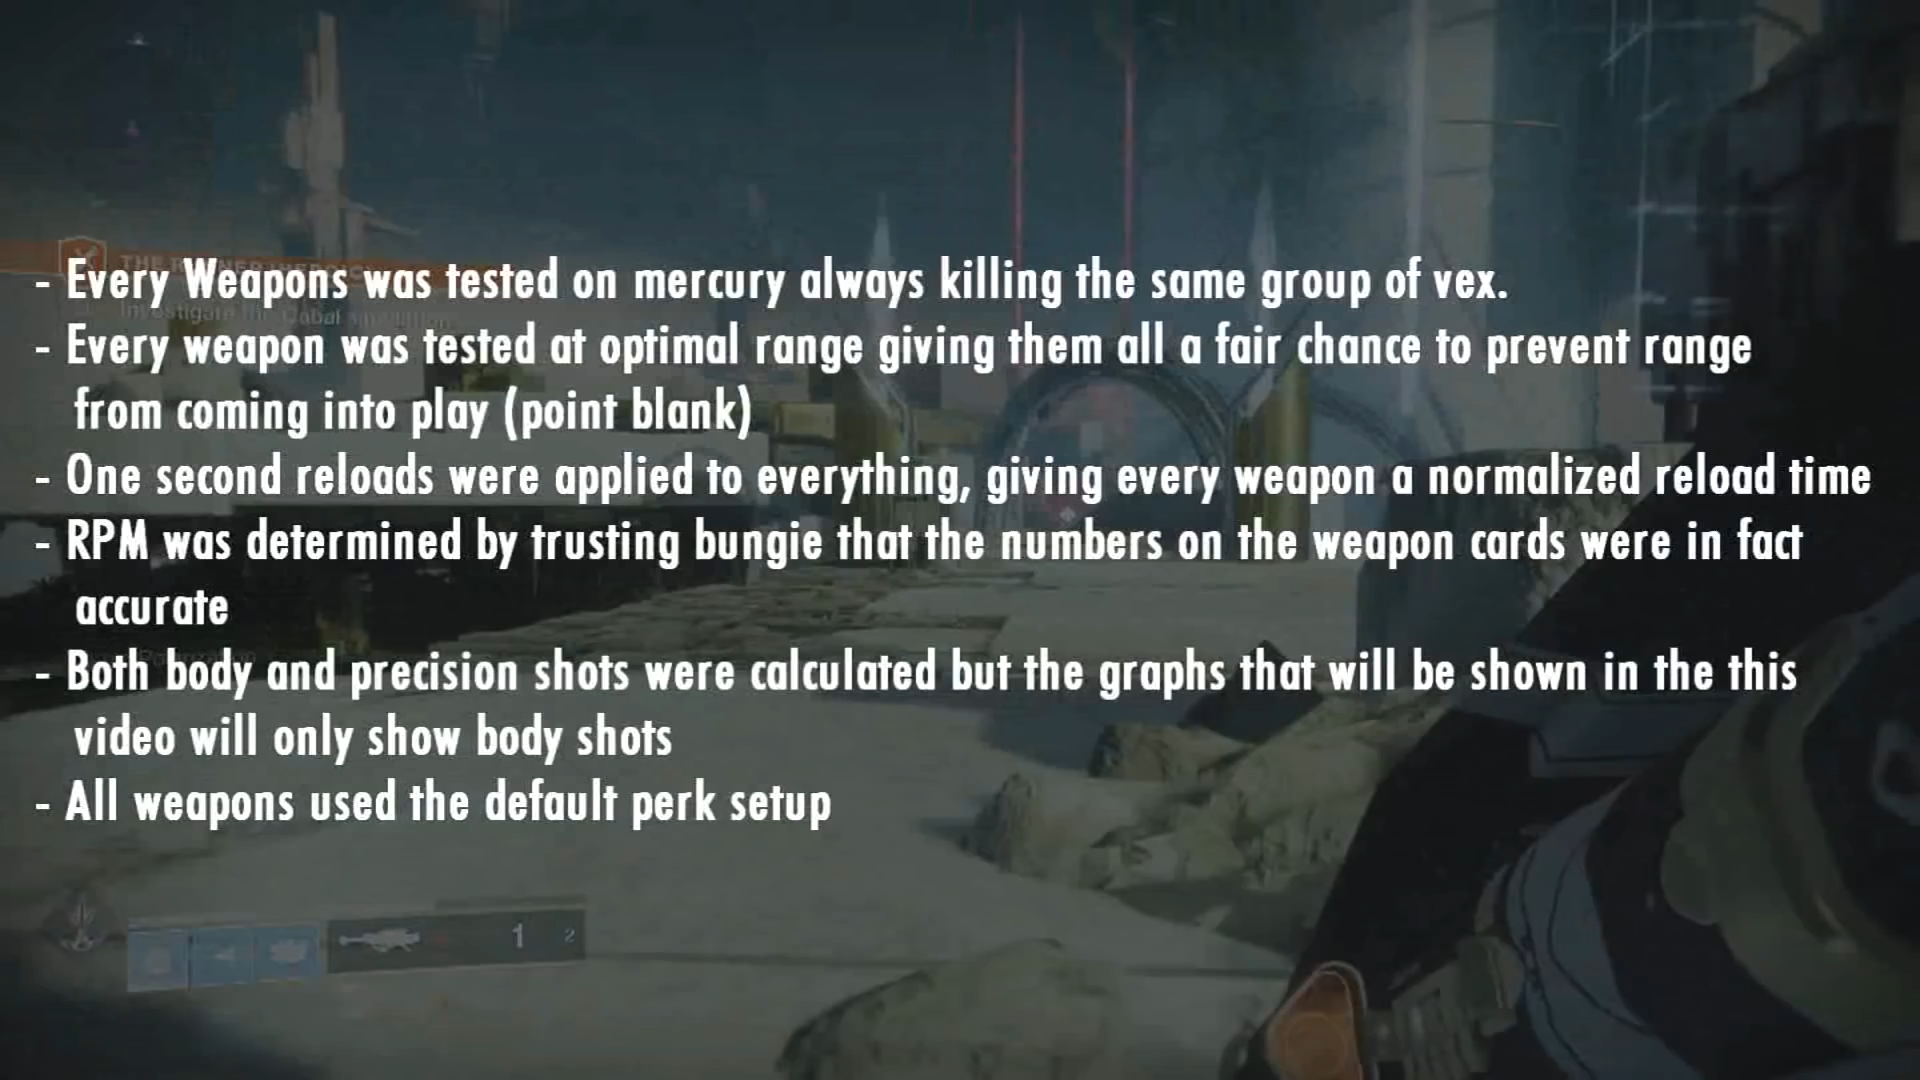 - Every Weapons was tested on mercury always killing the same group of vex.
- Every weapon was tested at optimal range giving them all a fair chance to prevent range
from coming into play (point blank)
- One second reloads were applied to everything, giving every weapon a normalized reload time
- RPM was determined by trusting bungie that the numbers on the weapon cards were in fact
accurate
- Both body and precision shots were calculated but the graphs that will be shown in the this
video will only show body shots
- All weapons used the default perk setup
1 2